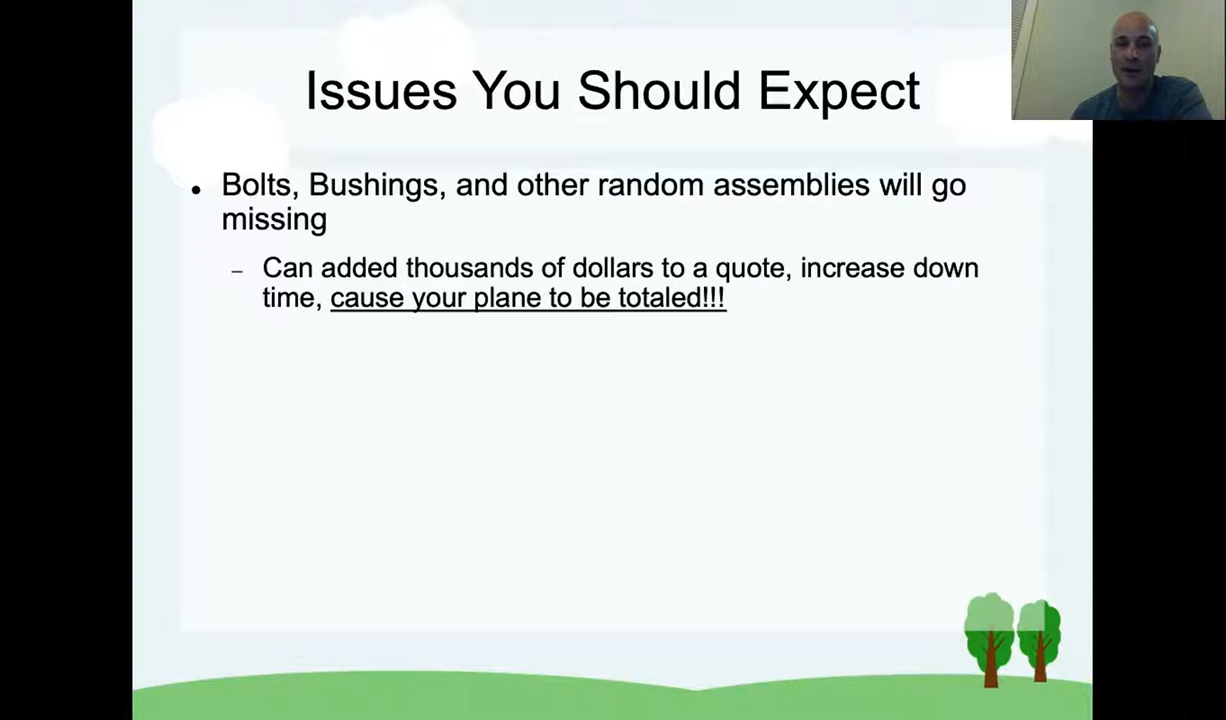 Issues You Should Expect
• Bolts, Bushings, and other random assemblies will go
missing
– Can added thousands of dollars to a quote, increase down
time, cause your plane to be totaled!!!